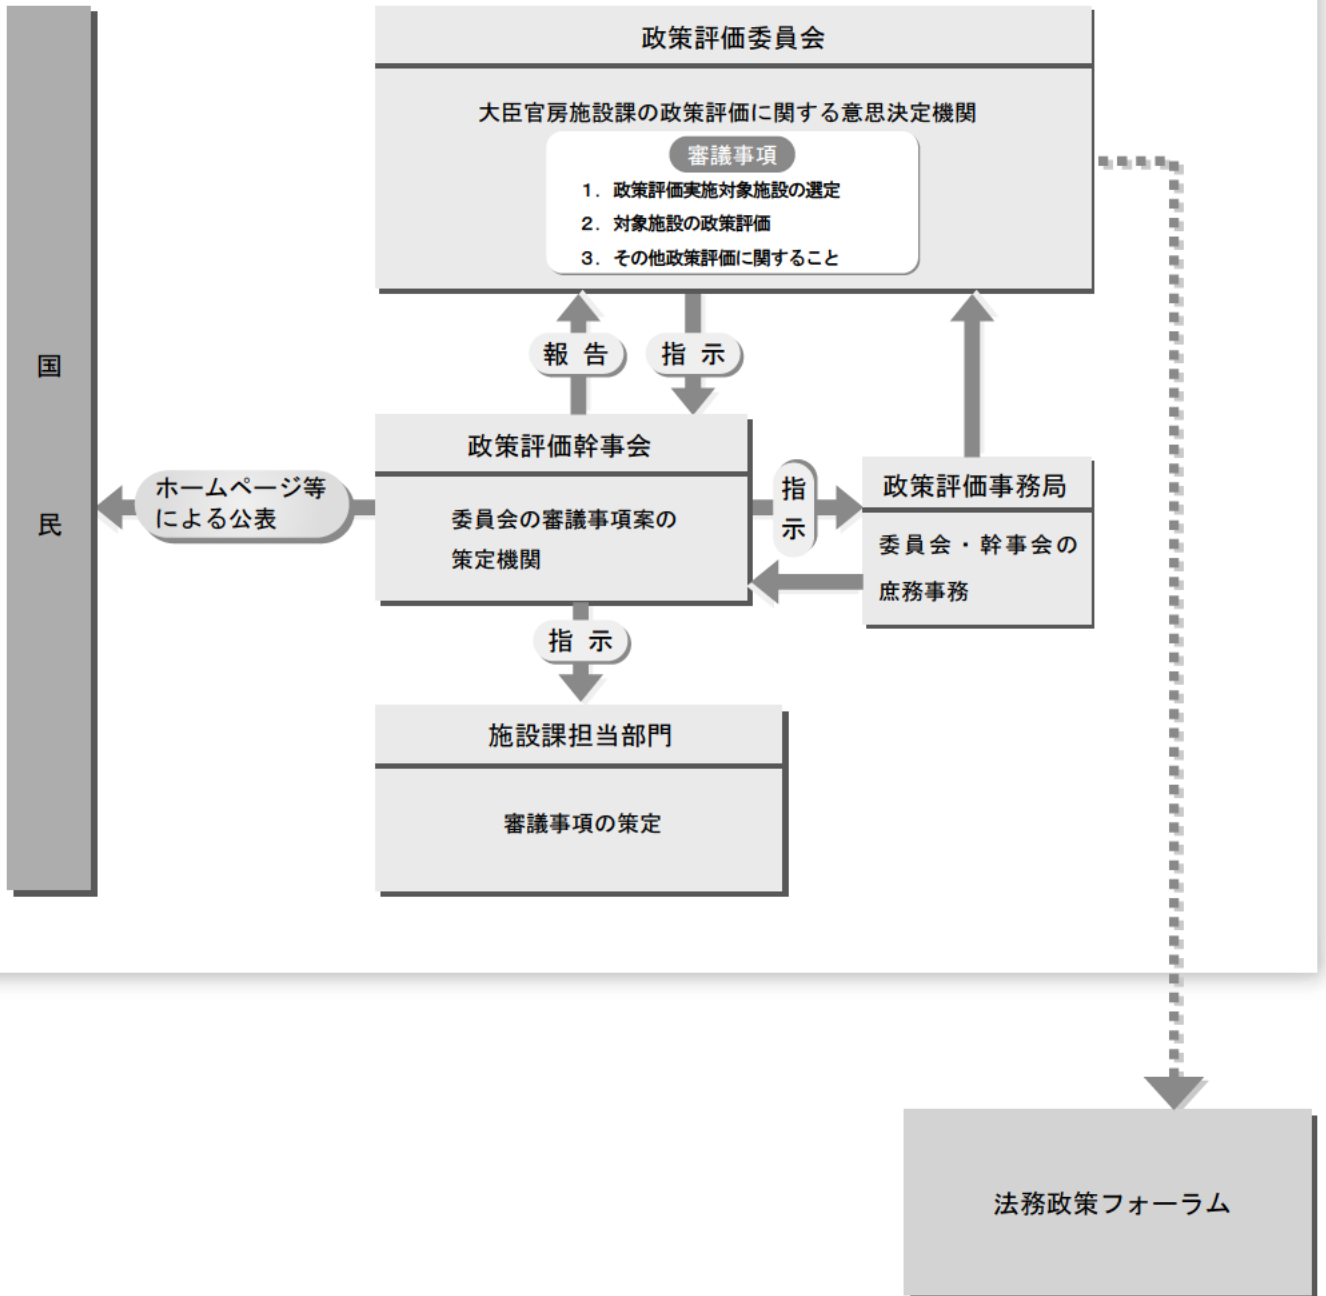 政策評価委員会
大臣官房施設課の政策評価に関する意思決定機関
審議事項
1．政策評価実施対象施設の選定
2．対象施設の政策評価
3．その他政策評価に関すること
報 告
指 示
国
民
ホームページ等
による公表
政策評価幹事会
委員会の審議事項案の
策定機関
指
示
政策評価事務局
委員会・幹事会の
庶務事務
指 示
施設課担当部門
審議事項の策定
法務政策フォーラム